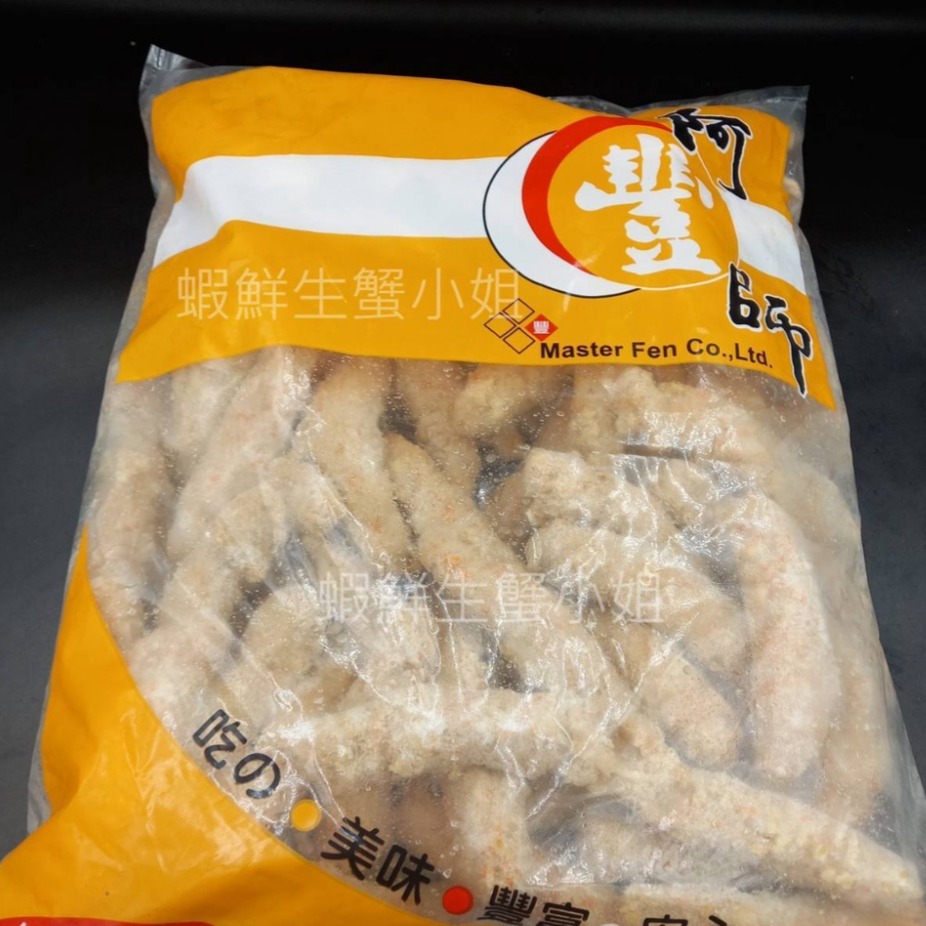 阿豐師
豐
Master Fen Co.,Ltd.
蝦鮮生蟹小姐
蝦鮮生蟹小姐
吃の美味 豐富